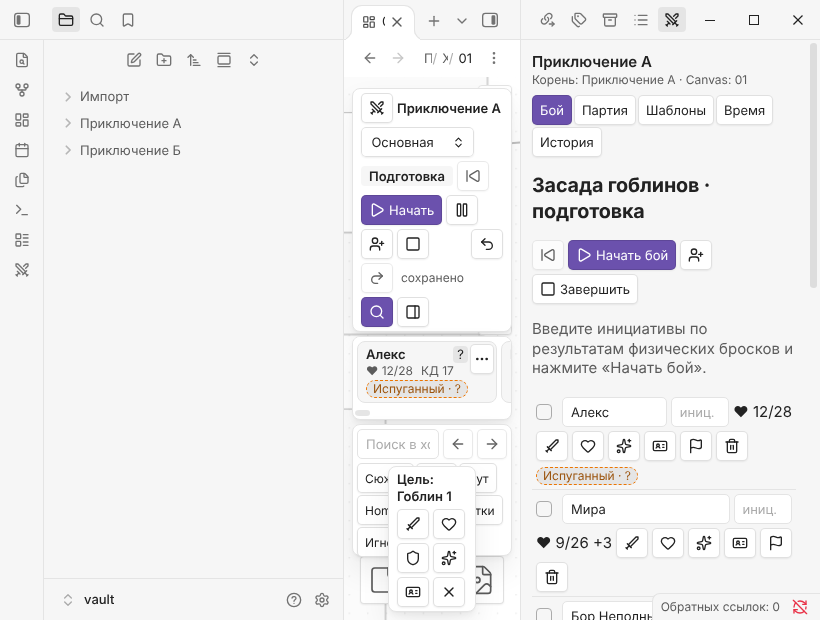 Импорт
Приключение А
Приключение Б
vault
П/
01
Приключение А
Основная
Подготовка
Начать
сохранено
Алекс
?
12/28 КД 17
Испуганный · ?
Поиск в
Цель:
Гоблин 1
Приключение А
Корень: Приключение А · Canvas: 01
Бой
Партия
Шаблоны
Время
История
Засада гоблинов ·
подготовка
Начать бой
Завершить
Введите инициативы по
результатам физических бросков и
нажмите «Начать бой».
Алекс
иниц.
12/28
Испуганный · ?
Мира
иниц.
9/26 +3
Бор
Обратных ссылок: 0